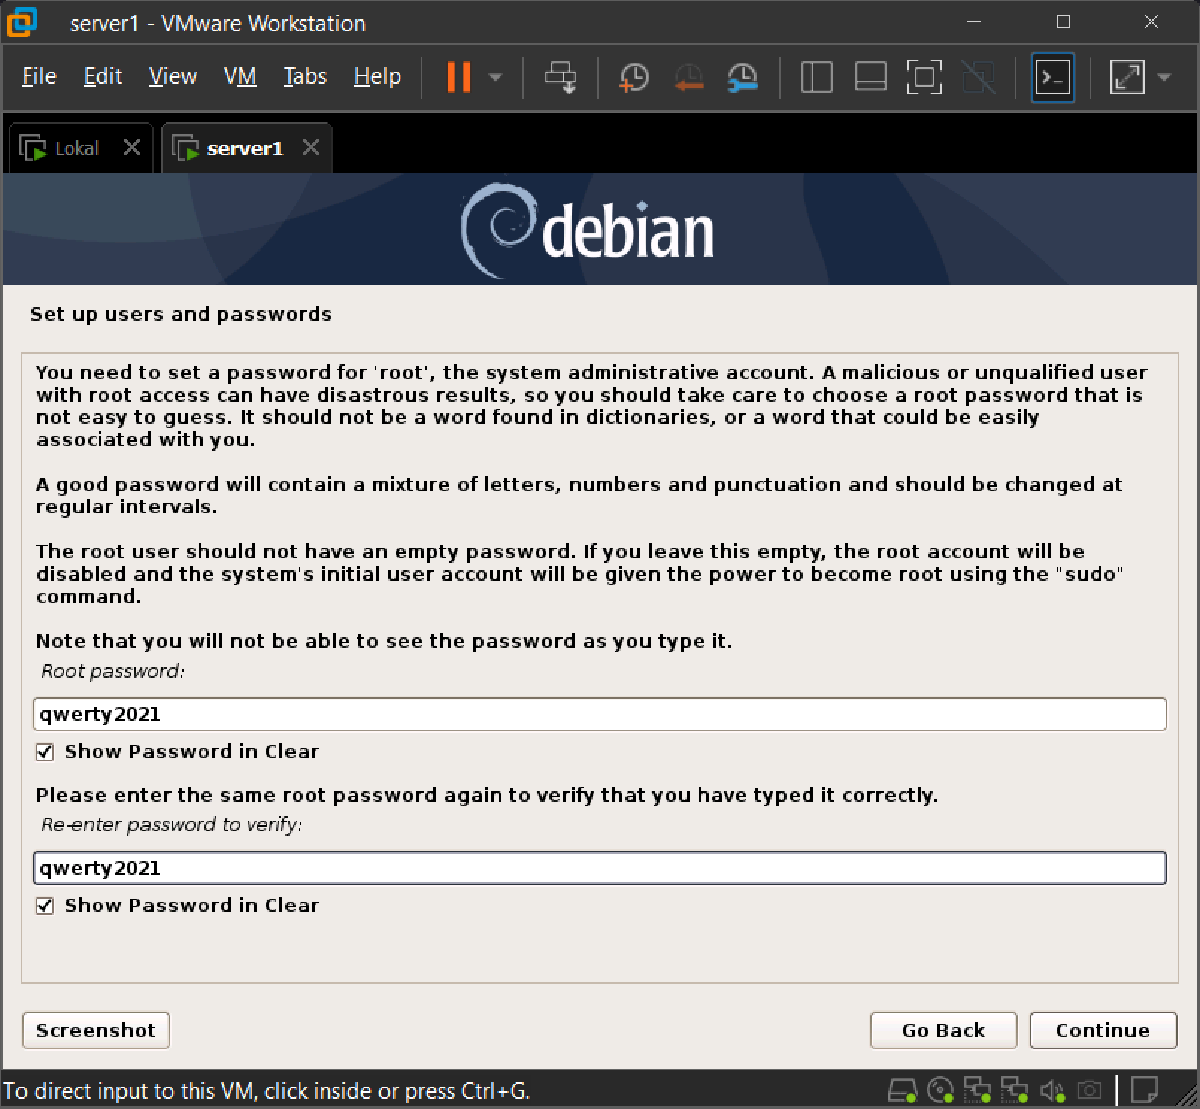 server1 - VMware Workstation
File Edit View VM Tabs Help
Lokal server1
debian
Set up users and passwords
You need to set a password for 'root', the system administrative account. A malicious or unqualified user
with root access can have disastrous results, so you should take care to choose a root password that is
not easy to guess. It should not be a word found in dictionaries, or a word that could be easily
associated with you.
A good password will contain a mixture of letters, numbers and punctuation and should be changed at
regular intervals.
The root user should not have an empty password. If you leave this empty, the root account will be
disabled and the system's initial user account will be given the power to become root using the "sudo"
command.
Note that you will not be able to see the password as you type it.
Root password:
qwerty2021
Show Password in Clear
Please enter the same root password again to verify that you have typed it correctly.
Re-enter password to verify:
qwerty2021
Show Password in Clear
Screenshot Go Back Continue
To direct input to this VM, click inside or press Ctrl+G.